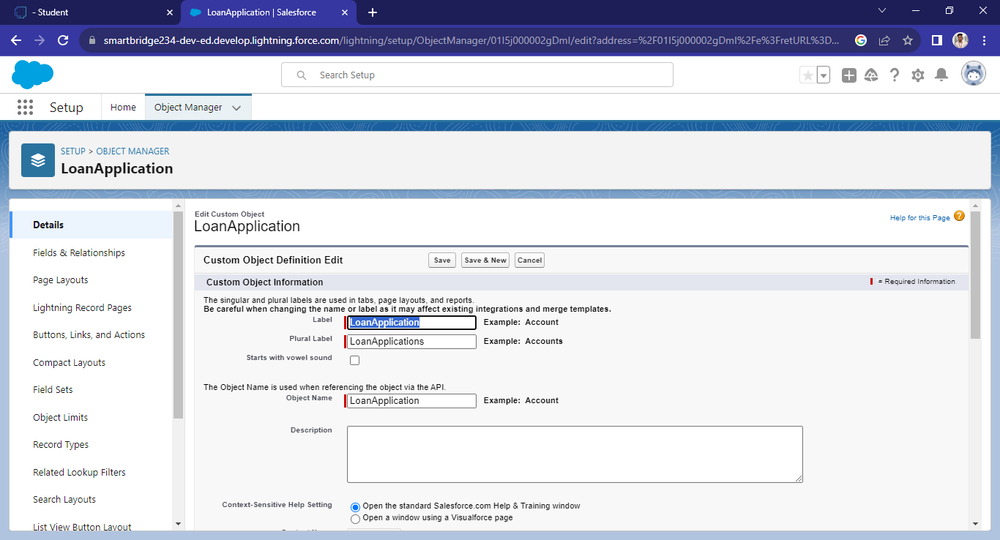 - Student
LoanApplication | Salesforce
smartbridge234-dev-ed.develop.lightning.force.com/lightning/setup/ObjectManager/01I5j000002gDmI/edit?address=%2F01I5j000002gDmI%2Fe%3FretURL%3D...
Search Setup
Setup
Home
Object Manager
SETUP > OBJECT MANAGER
LoanApplication
Details
Fields & Relationships
Page Layouts
Lightning Record Pages
Buttons, Links, and Actions
Compact Layouts
Field Sets
Object Limits
Record Types
Related Lookup Filters
Search Layouts
List View Button Layout
Edit Custom Object
LoanApplication
Help for this Page
Custom Object Definition Edit
Save
Save & New
Cancel
Custom Object Information
= Required Information
The singular and plural labels are used in tabs, page layouts, and reports.
Be careful when changing the name or label as it may affect existing integrations and merge templates.
Label LoanApplication Example: Account
Plural Label LoanApplications Example: Accounts
Starts with vowel sound
The Object Name is used when referencing the object via the API.
Object Name LoanApplication Example: Account
Description
Context-Sensitive Help Setting Open the standard Salesforce.com Help & Training window
Open a window using a Visualforce page